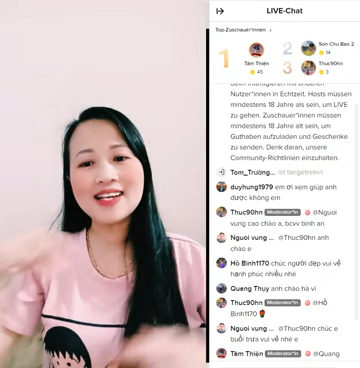 LIVE-Chat
Top-Zuschauer*innen >
1 Tâm Thiện 45
2 Son Chu Bao 2 14
3 Thuc90hn 3
Nutzer*innen in Echtzeit. Hosts müssen
mindestens 18 Jahre als sein, um LIVE
zu gehen. Zuschauer*innen müssen
mindestens 18 Jahre alt sein, um
Guthaben aufzuladen und Geschenke
zu senden. Denk daran, unsere
Community-Richtlinien einzuhalten.
Tom_Trường... ist beigetreten
duyhung1979 em ơi xem giúp anh
được không em
Thuc90hn Moderator*in @Nguoi
vung cao chào a, bcvv bình an
Nguoi vung ... @Thuc90hn anh
chào e
Hồ Bình1170 chúc người đẹp vui vẻ
hạnh phúc nhiều nhé
Quang Thụy anh chào hà vi
Thuc90hn Moderator*in @Hồ
Bình1170
Nguoi vung ... @Thuc90hn chúc e
buổi trưa vui vẻ nhé e
Tâm Thiện Moderator*in @Quang